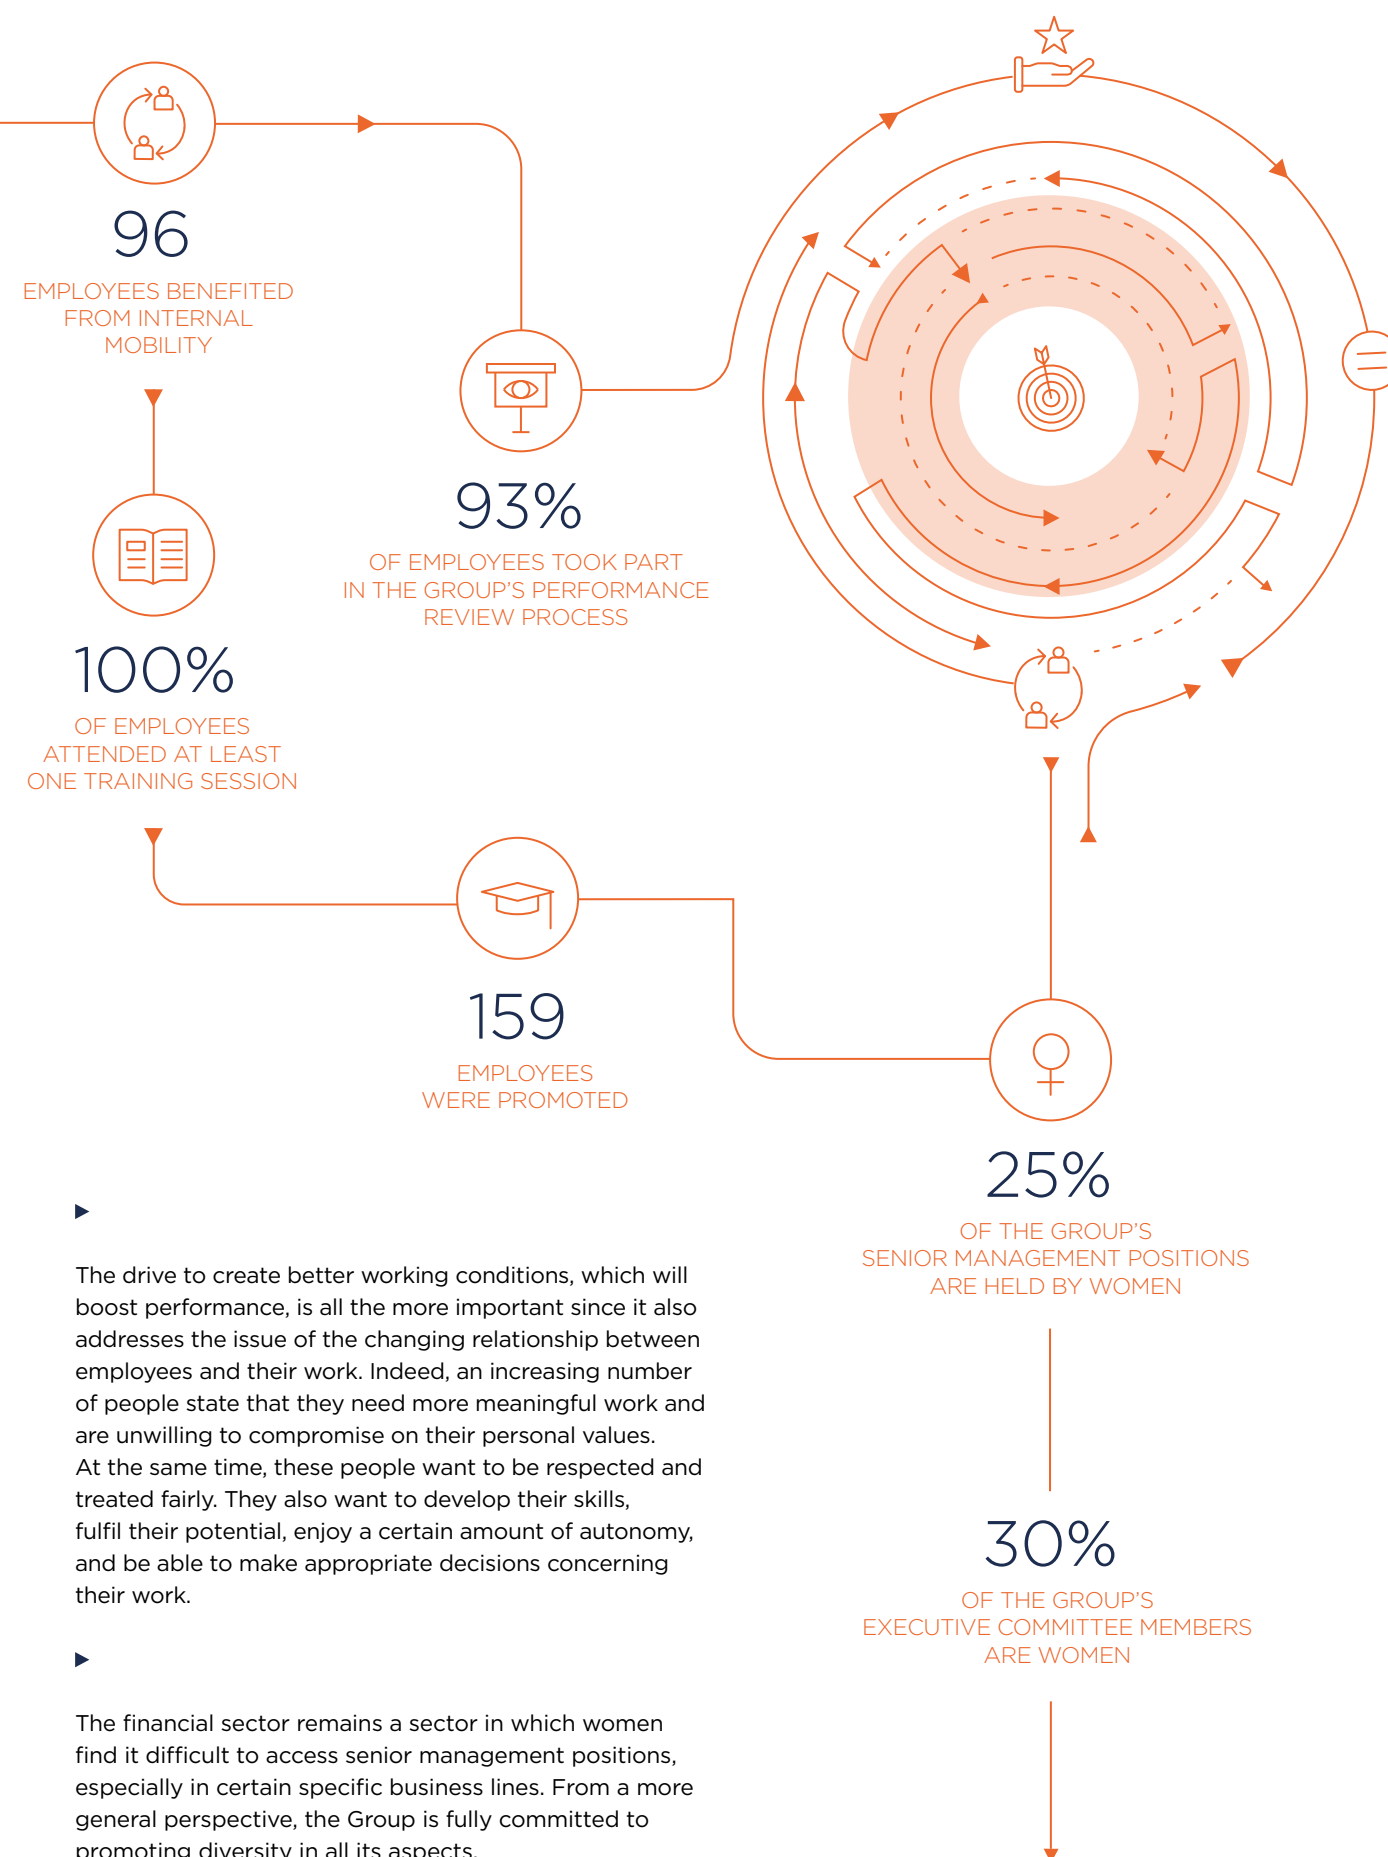 96
EMPLOYEES BENEFITED
FROM INTERNAL
MOBILITY
93%
OF EMPLOYEES TOOK PART
IN THE GROUP'S PERFORMANCE
REVIEW PROCESS
100%
OF EMPLOYEES
ATTENDED AT LEAST
ONE TRAINING SESSION
159
EMPLOYEES
WERE PROMOTED
25%
OF THE GROUP'S
SENIOR MANAGEMENT POSITIONS
ARE HELD BY WOMEN
30%
OF THE GROUP'S
EXECUTIVE COMMITTEE MEMBERS
ARE WOMEN
The drive to create better working conditions, which will
boost performance, is all the more important since it also
addresses the issue of the changing relationship between
employees and their work. Indeed, an increasing number
of people state that they need more meaningful work and
are unwilling to compromise on their personal values.
At the same time, these people want to be respected and
treated fairly. They also want to develop their skills,
fulfil their potential, enjoy a certain amount of autonomy,
and be able to make appropriate decisions concerning
their work.
The financial sector remains a sector in which women
find it difficult to access senior management positions,
especially in certain specific business lines. From a more
general perspective, the Group is fully committed to
promoting diversity in all its aspects.